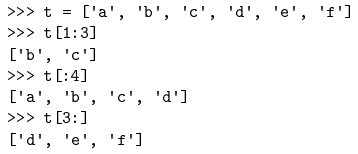 >>> t = ['a', 'b', 'c', 'd', 'e', 'f']
>>> t[1:3]
['b', 'c']
>>> t[:4]
['a', 'b', 'c', 'd']
>>> t[3:]
['d', 'e', 'f']